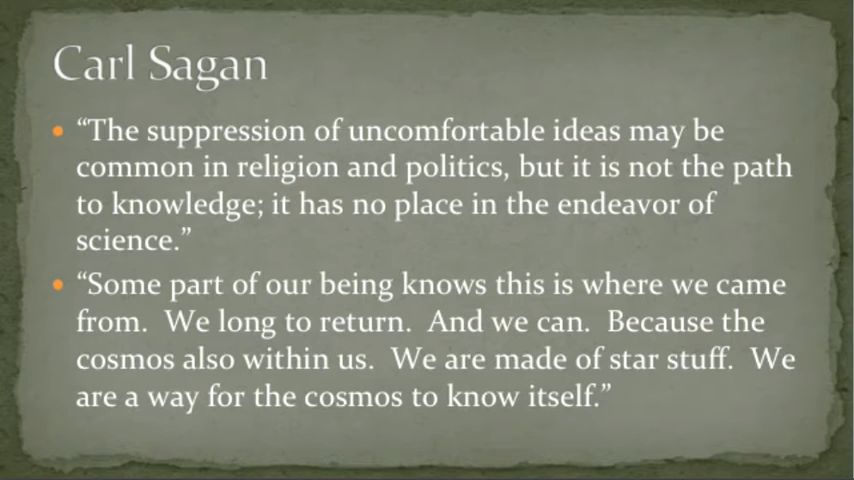 Carl Sagan
• “The suppression of uncomfortable ideas may be
common in religion and politics, but it is not the path
to knowledge; it has no place in the endeavor of
science.”
• “Some part of our being knows this is where we came
from.  We long to return.  And we can.  Because the
cosmos also within us.  We are made of star stuff.  We
are a way for the cosmos to know itself.”